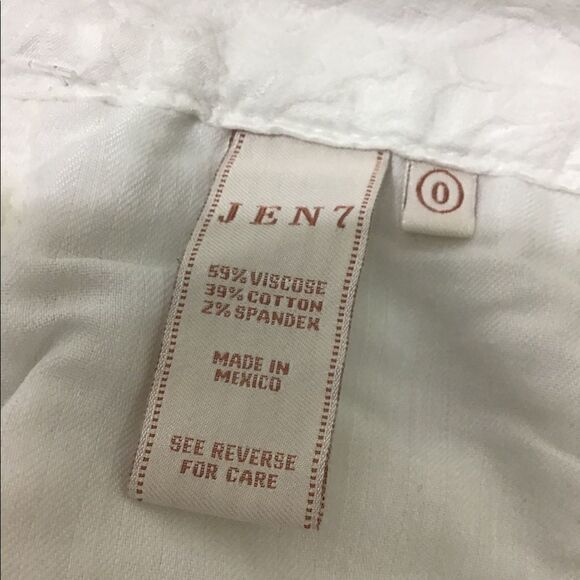 JEN7
0
59% VISCOSE
39% COTTON
2% SPANDEX
MADE IN
MEXICO
SEE REVERSE
FOR CARE